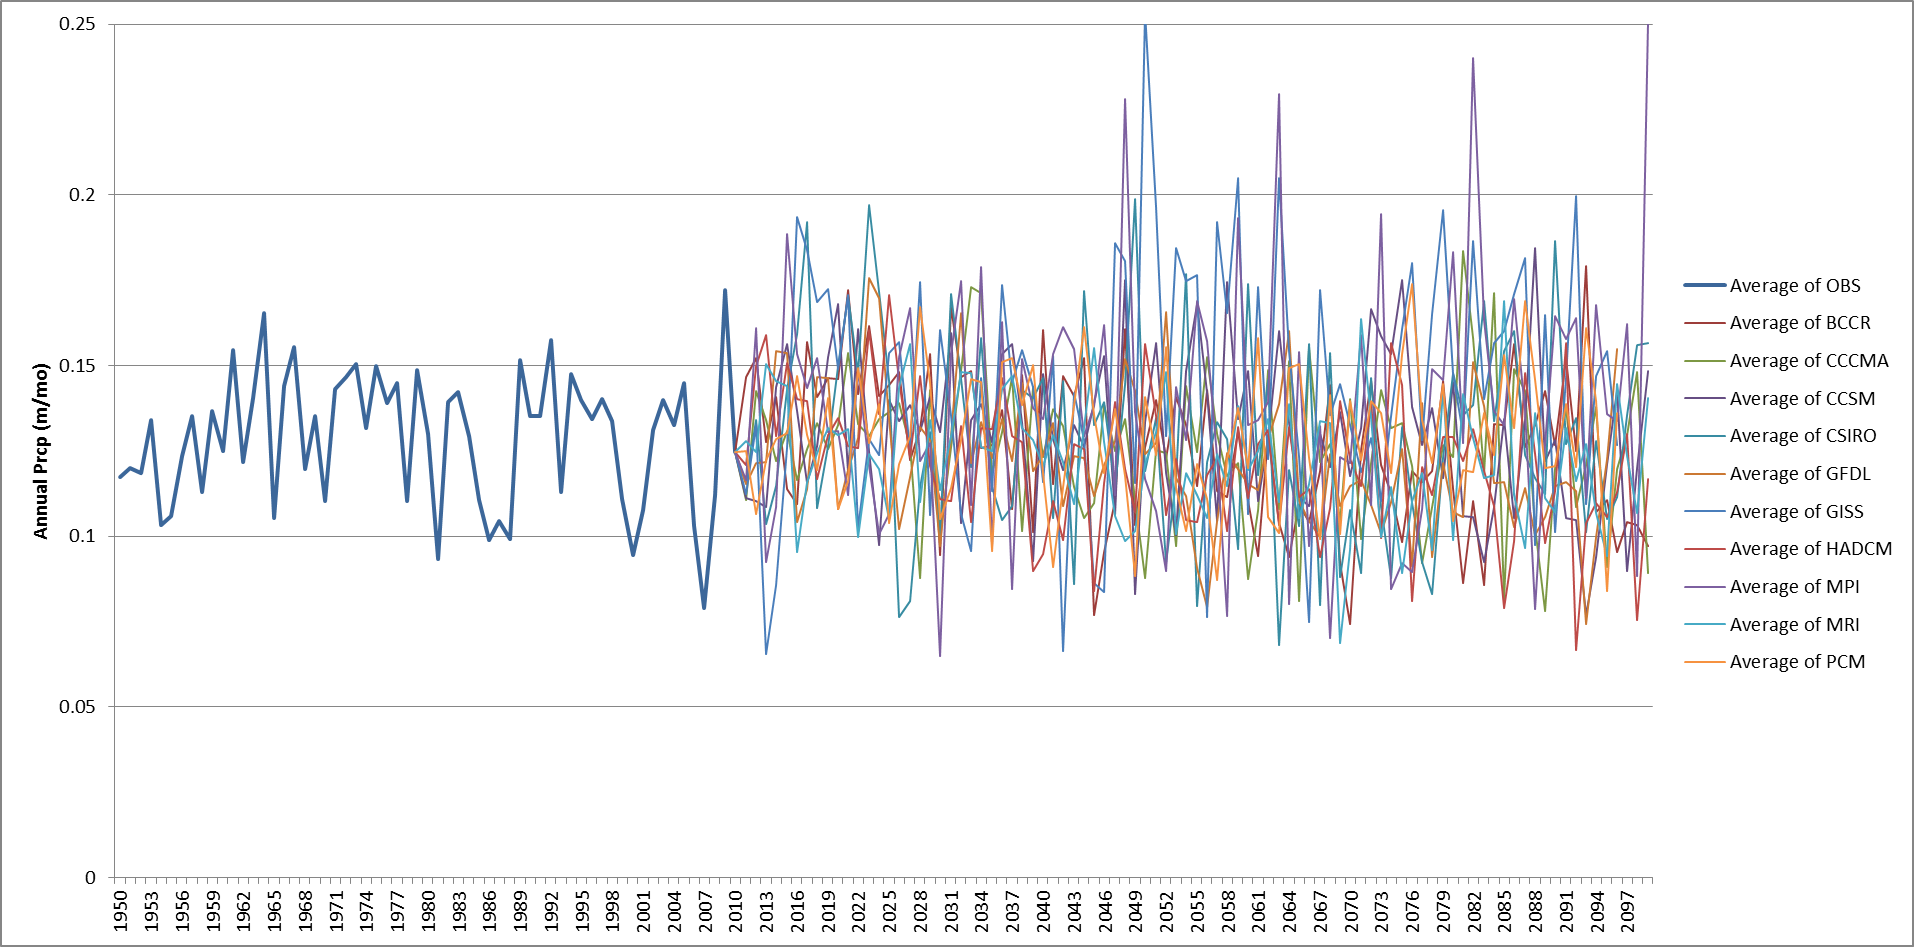 0.25
0.2
0.15
0.1
0.05
0
Annual Prcp (m/mo)
1950 1953 1956 1959 1962 1965 1968 1971 1974 1977 1980 1983 1986 1989 1992 1995 1998 2001 2004 2007 2010 2013 2016 2019 2022 2025 2028 2031 2034 2037 2040 2043 2046 2049 2052 2055 2058 2061 2064 2067 2070 2073 2076 2079 2082 2085 2088 2091 2094 2097
Average of OBS
Average of BCCR
Average of CCCMA
Average of CCSM
Average of CSIRO
Average of GFDL
Average of GISS
Average of HADCM
Average of MPI
Average of MRI
Average of PCM